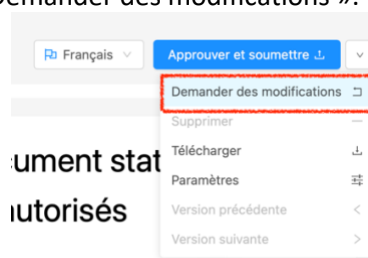 Demander des modifications ».
Français Approuver et soumettre
Demander des modifications
Supprimer
Télécharger
Paramètres
Version précédente
Version suivante
cument stat
utorisés